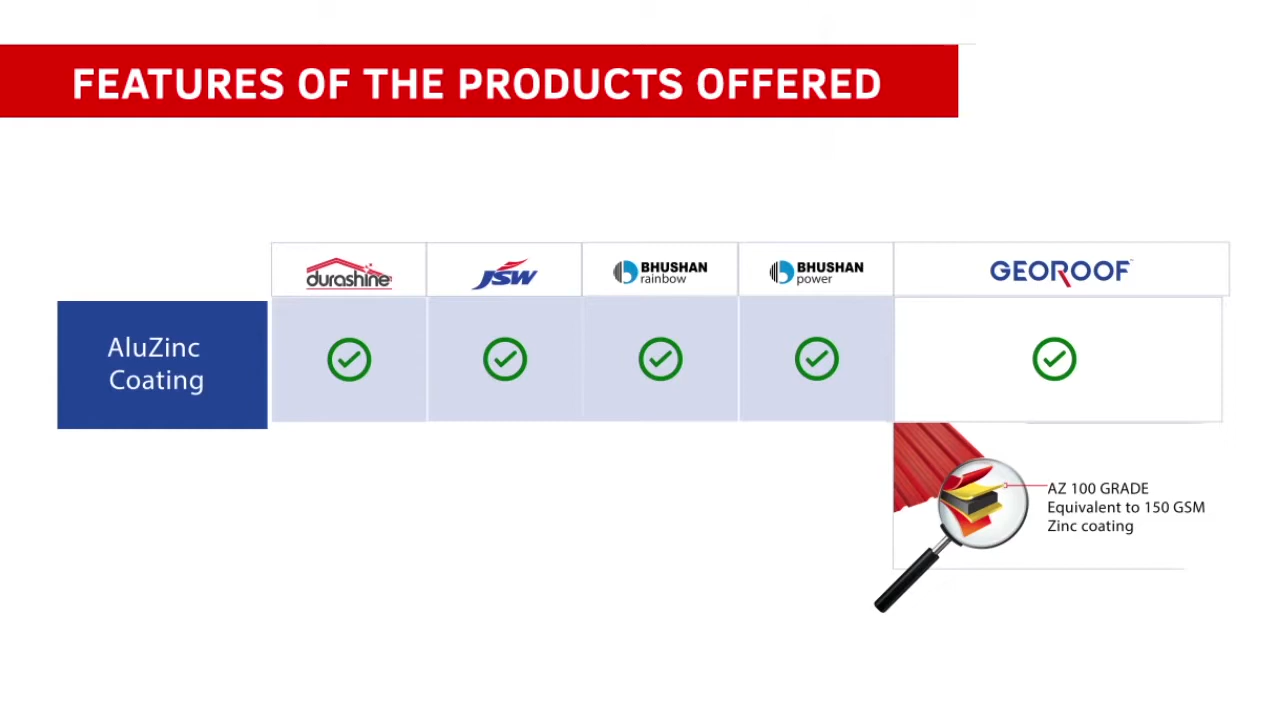 FEATURES OF THE PRODUCTS OFFERED
durashine
JSW
BHUSHAN
rainbow
BHUSHAN
power
GEOROOF
AluZinc
Coating
AZ 100 GRADE
Equivalent to 150 GSM
Zinc coating